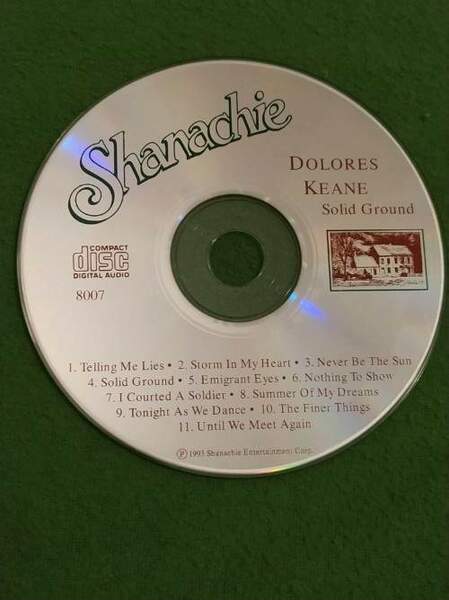 Shanachie
DOLORES
KEANE
Solid Ground
COMPACT
disc
DIGITAL AUDIO
8007
1. Telling Me Lies • 2. Storm In My Heart • 3. Never Be The Sun
4. Solid Ground • 5. Emigrant Eyes • 6. Nothing To Show
7. I Courted A Soldier • 8. Summer Of My Dreams
9. Tonight As We Dance • 10. The Finer Things
11. Until We Meet Again
℗ 1993 Shanachie Entertainment Corp.